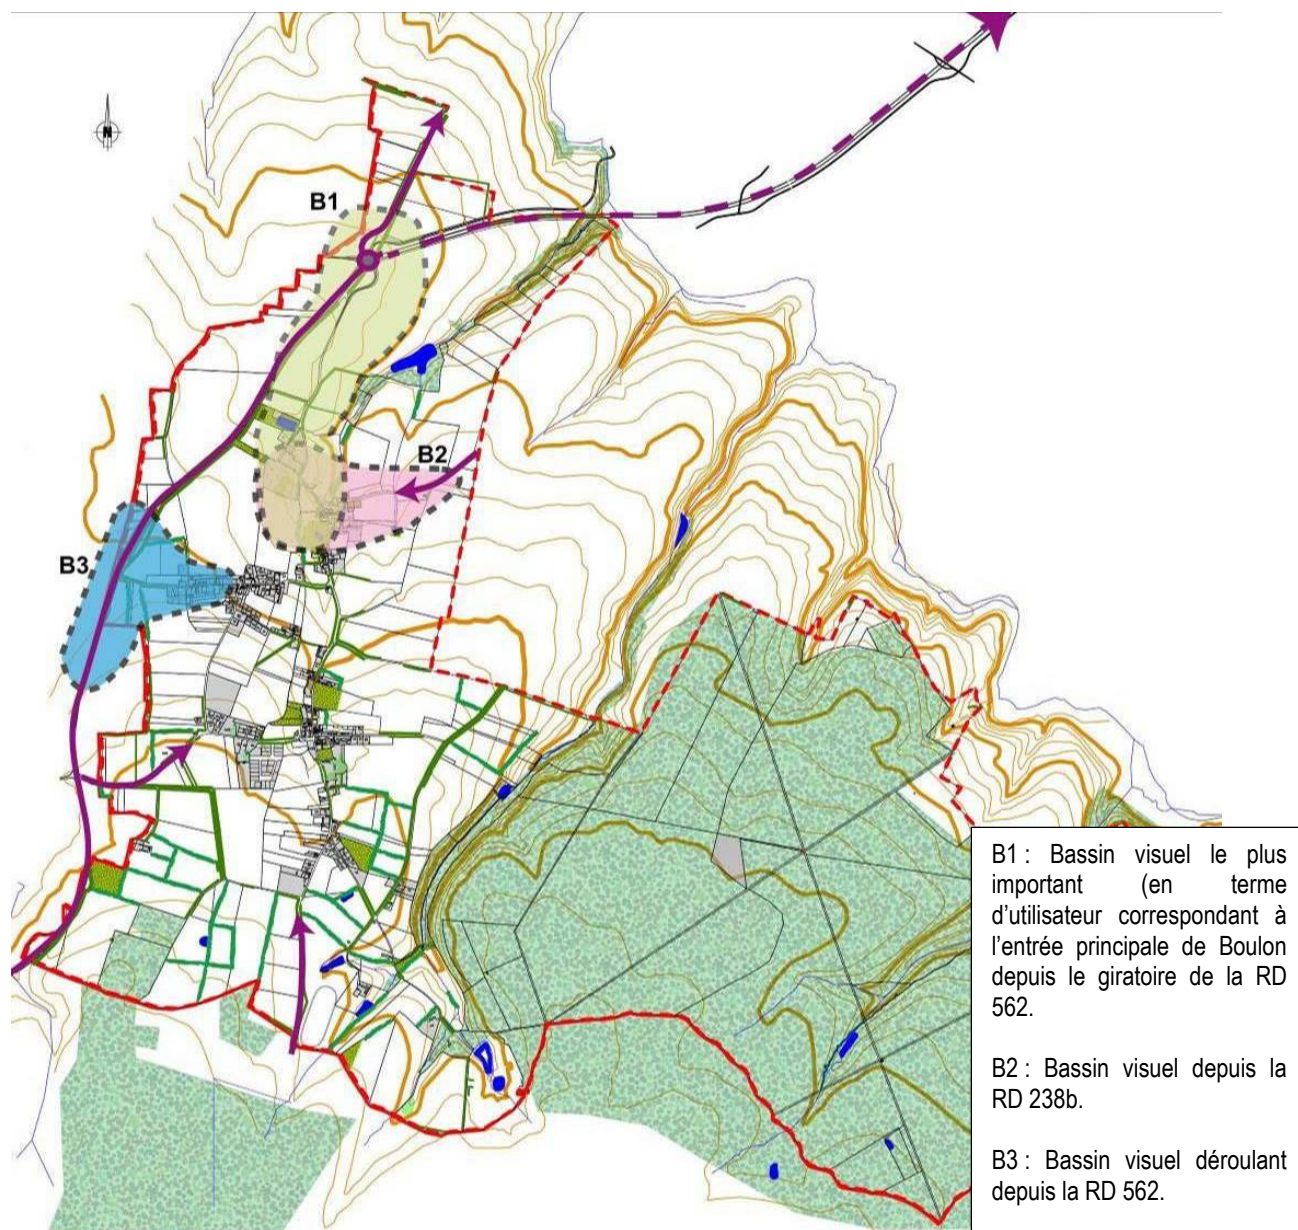 N
B1
B2
B3
B1 : Bassin visuel le plus
important (en terme
d'utilisateur correspondant à
l'entrée principale de Boulon
depuis le giratoire de la RD
562.
B2 : Bassin visuel depuis la
RD 238b.
B3 : Bassin visuel déroulant
depuis la RD 562.